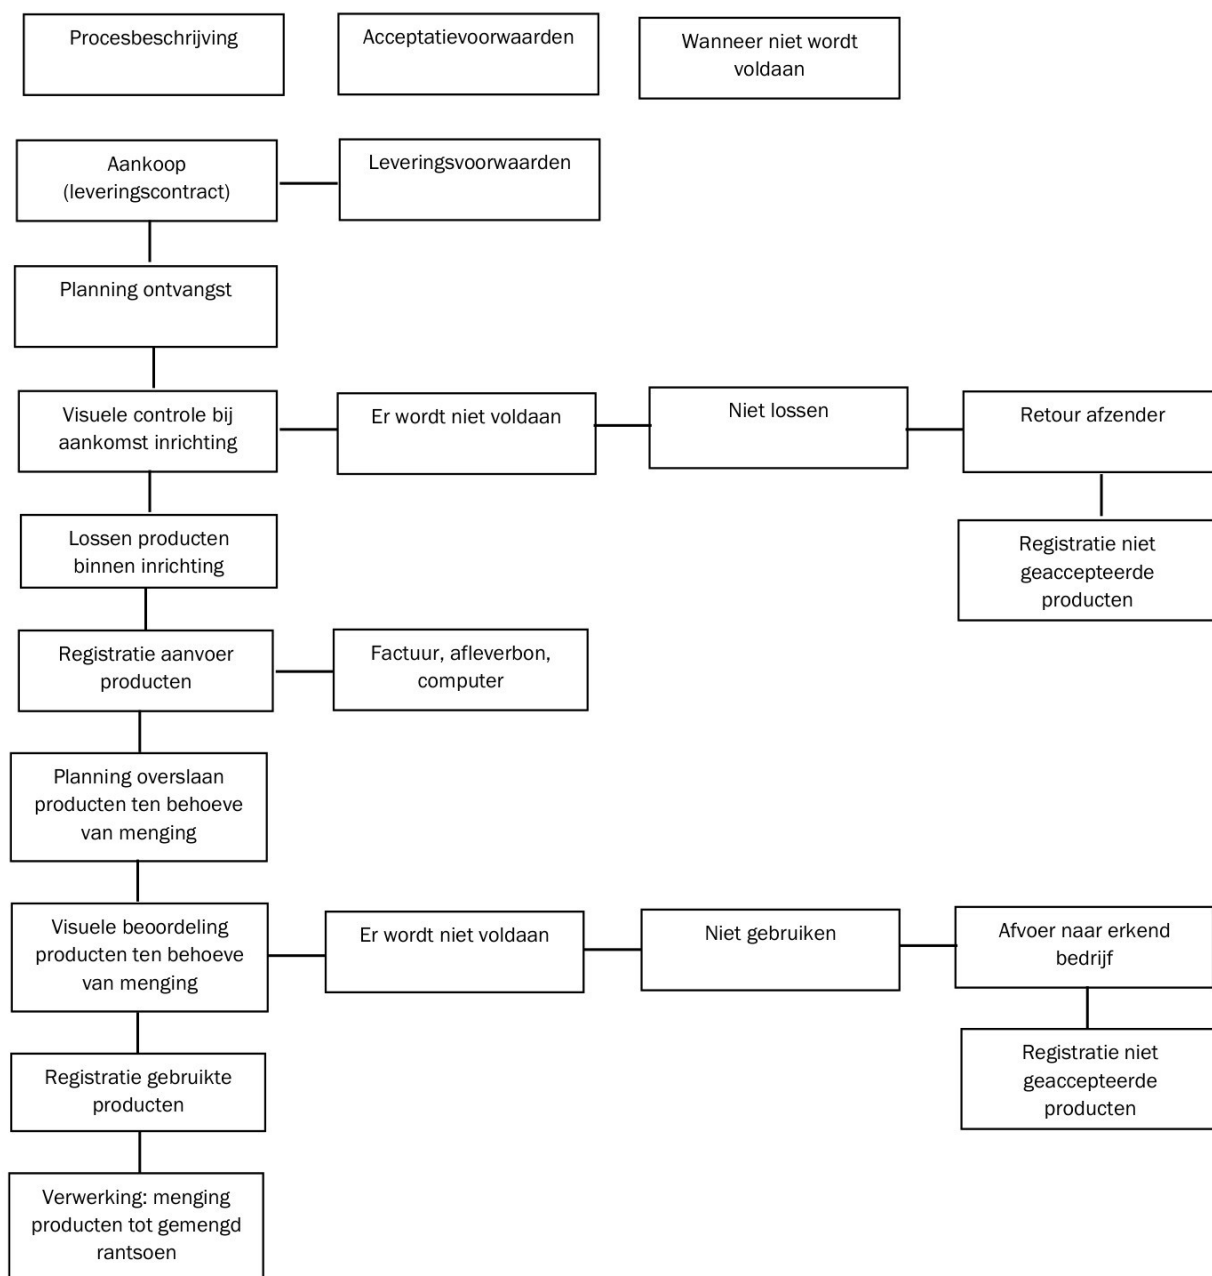 Procesbeschrijving
Acceptatievoorwaarden
Wanneer niet wordt
voldaan
Aankoop
(leveringscontract)
Leveringsvoorwaarden
Planning ontvangst
Visuele controle bij
aankomst inrichting
Er wordt niet voldaan
Niet lossen
Retour afzender
Registratie niet
geaccepteerde
producten
Lossen producten
binnen inrichting
Registratie aanvoer
producten
Factuur, afleverbon,
computer
Planning overslaan
producten ten behoeve
van menging
Visuele beoordeling
producten ten behoeve
van menging
Er wordt niet voldaan
Niet gebruiken
Afvoer naar erkend
bedrijf
Registratie niet
geaccepteerde
producten
Registratie gebruikte
producten
Verwerking: menging
producten tot gemengd
rantsoen